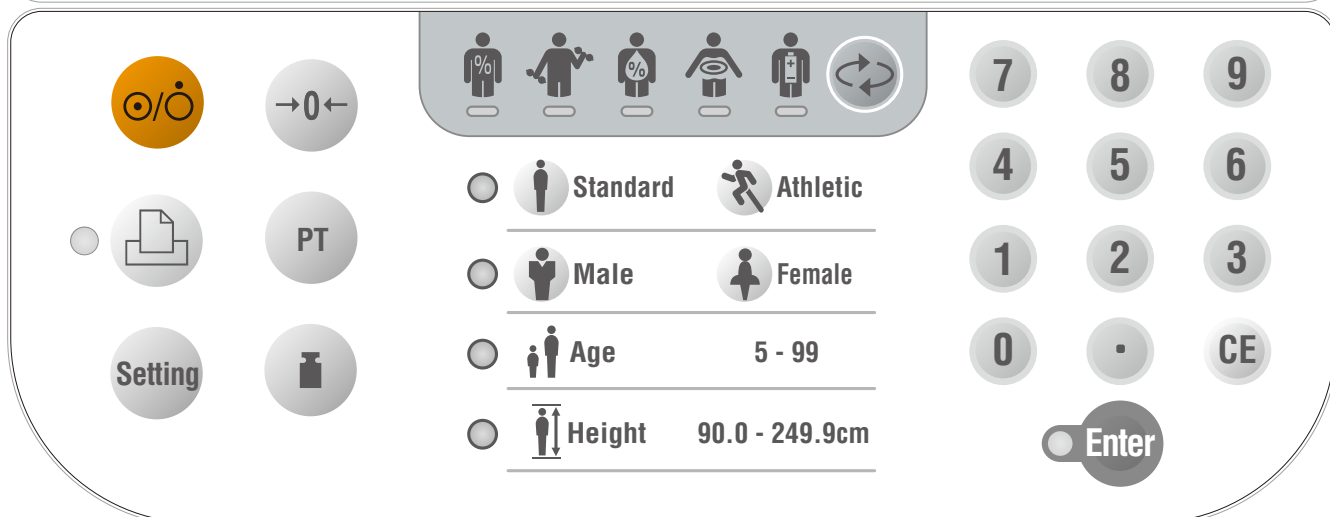 % %
→0←
PT
Setting
Standard Athletic
Male Female
Age 5 - 99
Height 90.0 - 249.9cm
7 8 9
4 5 6
1 2 3
0 . CE
Enter